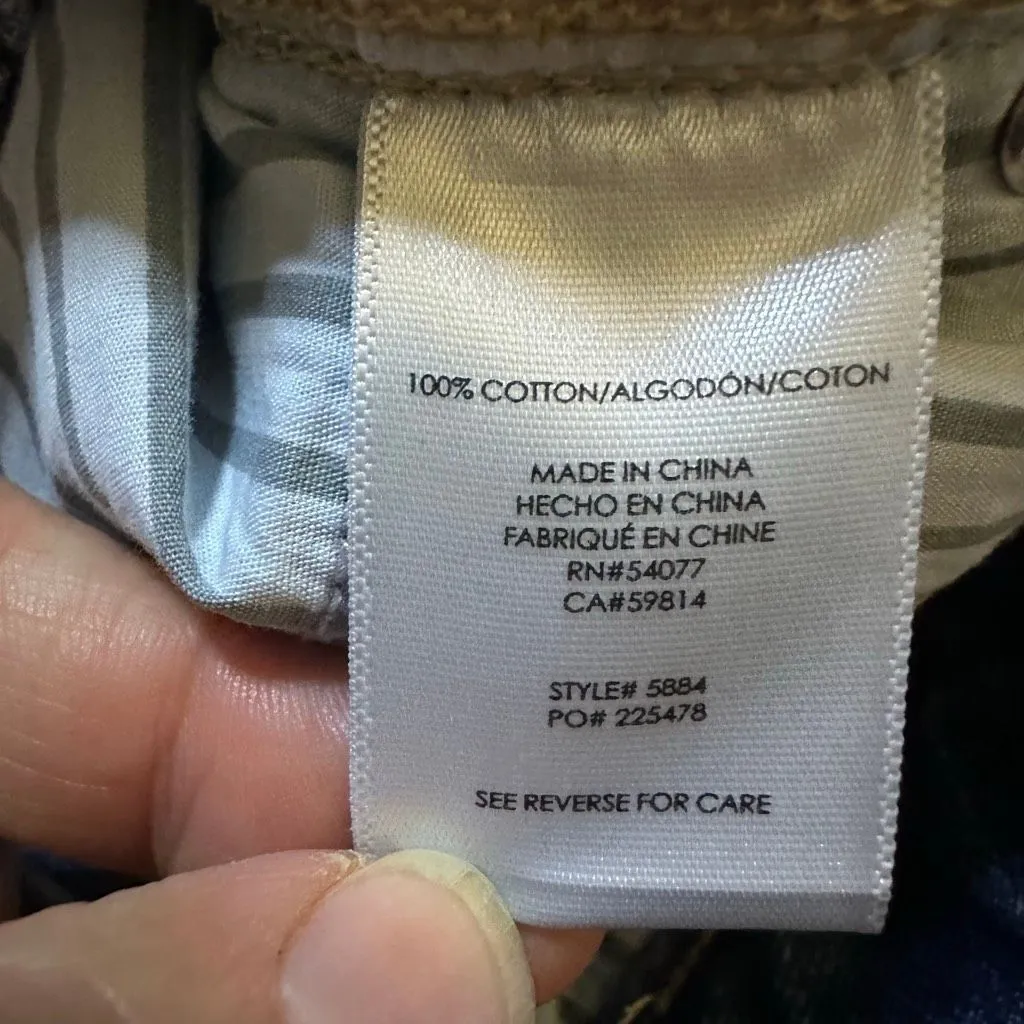 100% COTTON/ALGODÓN/COTON
MADE IN CHINA
HECHO EN CHINA
FABRIQUÉ EN CHINE
RN#54077
CA#59814
STYLE# 5884
PO# 225478
SEE REVERSE FOR CARE